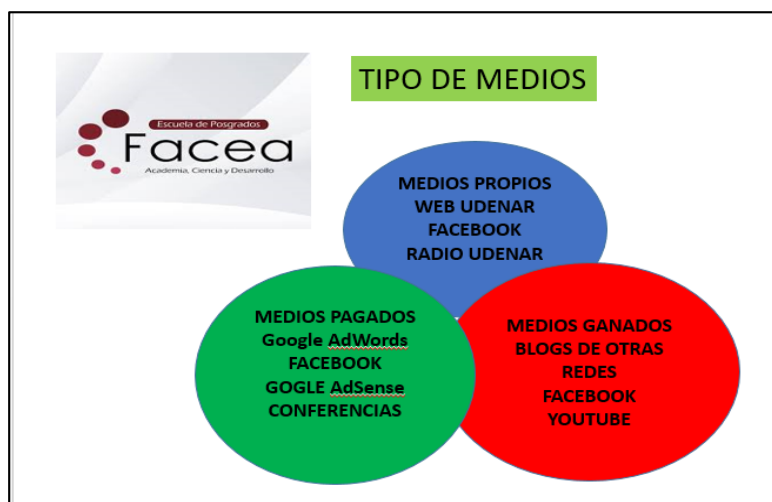 TIPO DE MEDIOS
Escuela de Posgrados
Facea
Academia, Ciencia y Desarrollo
MEDIOS PROPIOS
WEB UDENAR
FACEBOOK
RADIO UDENAR
MEDIOS PAGADOS
Google AdWords
FACEBOOK
GOGLE AdSense
CONFERENCIAS
MEDIOS GANADOS
BLOGS DE OTRAS
REDES
FACEBOOK
YOUTUBE